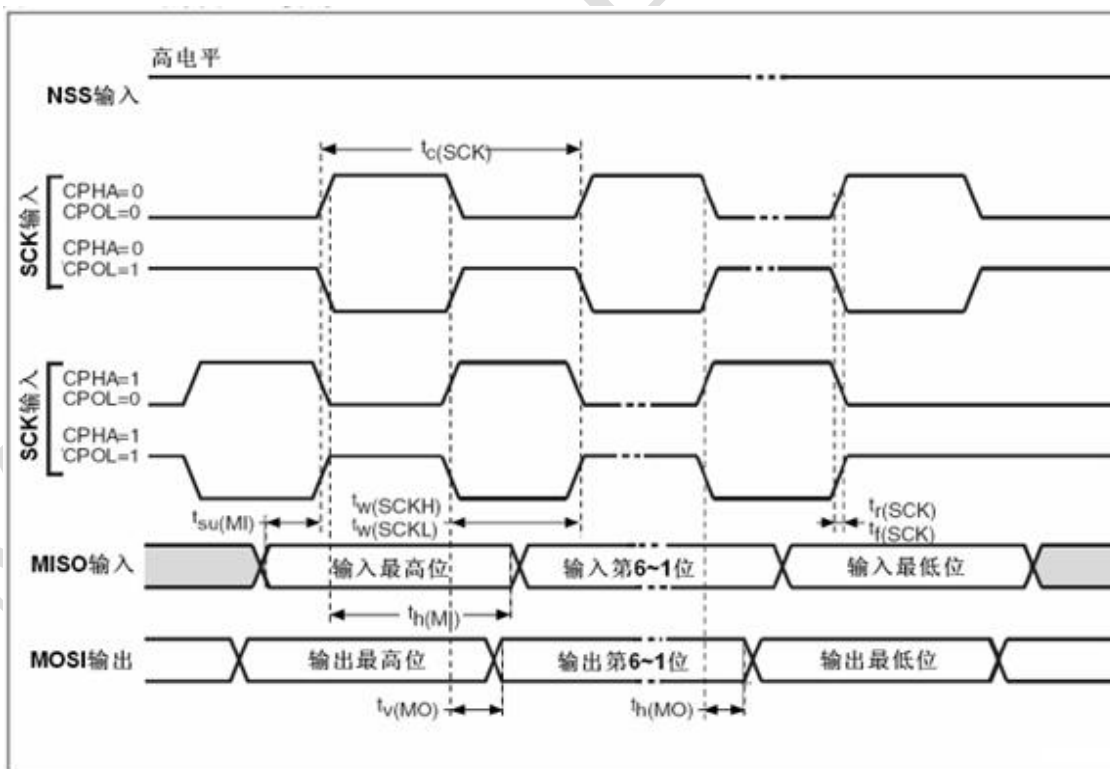 高电平
NSS输入
tc(SCK)
SCK输入
CPHA=0
CPOL=0
CPHA=0
CPOL=1
SCK输入
CPHA=1
CPOL=0
CPHA=1
CPOL=1
tsu(MI)
tw(SCKH)
tw(SCKL)
tr(SCK)
tf(SCK)
MISO输入
输入最高位
输入第6~1位
输入最低位
th(MI)
MOSI输出
输出最高位
输出第6~1位
输出最低位
tv(MO)
th(MO)